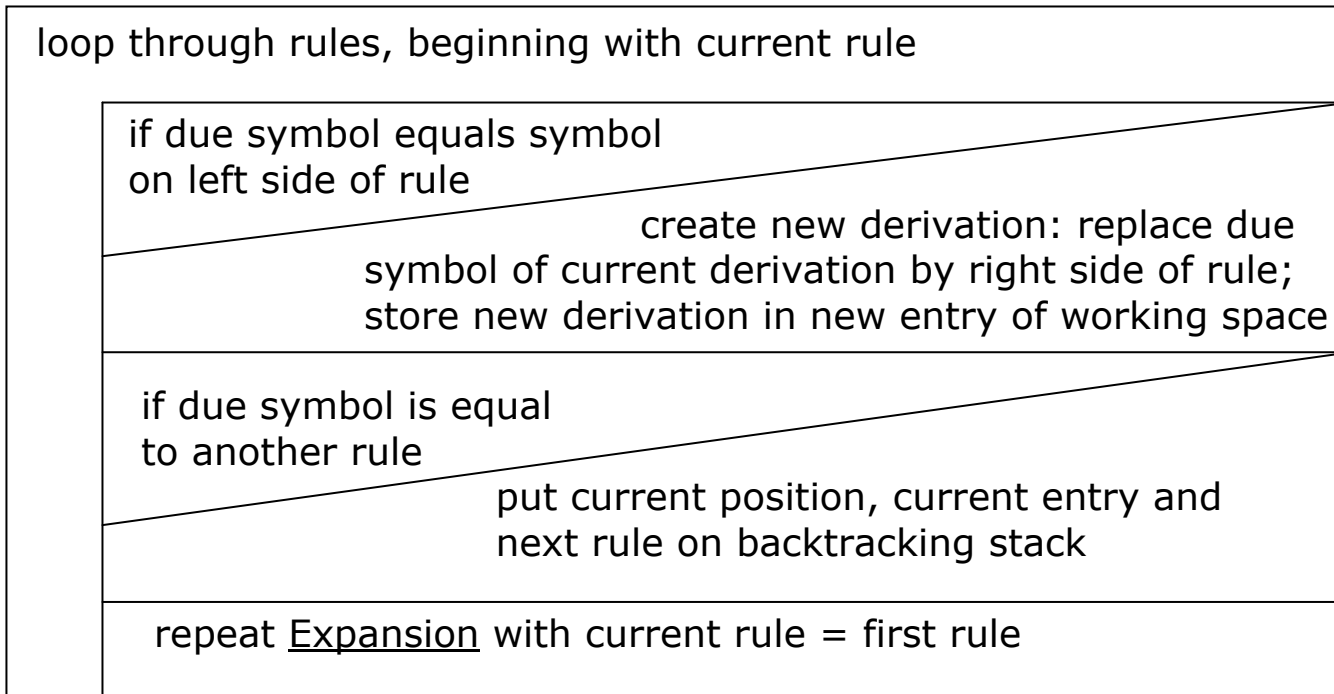 loop through rules, beginning with current rule
if due symbol equals symbol
on left side of rule
create new derivation: replace due
symbol of current derivation by right side of rule;
store new derivation in new entry of working space
if due symbol is equal
to another rule
put current position, current entry and
next rule on backtracking stack
repeat Expansion with current rule = first rule